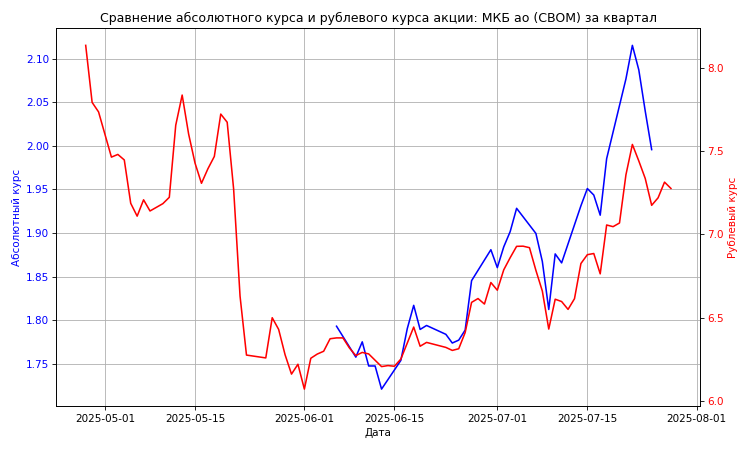 Сравнение абсолютного курса и рублевого курса акции: МКБ ао (CBOM) за квартал
2.10
2.05
2.00
1.95
1.90
1.85
1.80
1.75
Абсолютный курс
8.0
7.5
7.0
6.5
6.0
Рублевый курс
2025-05-01 2025-05-15 2025-06-01 2025-06-15 2025-07-01 2025-07-15 2025-08-01
Дата